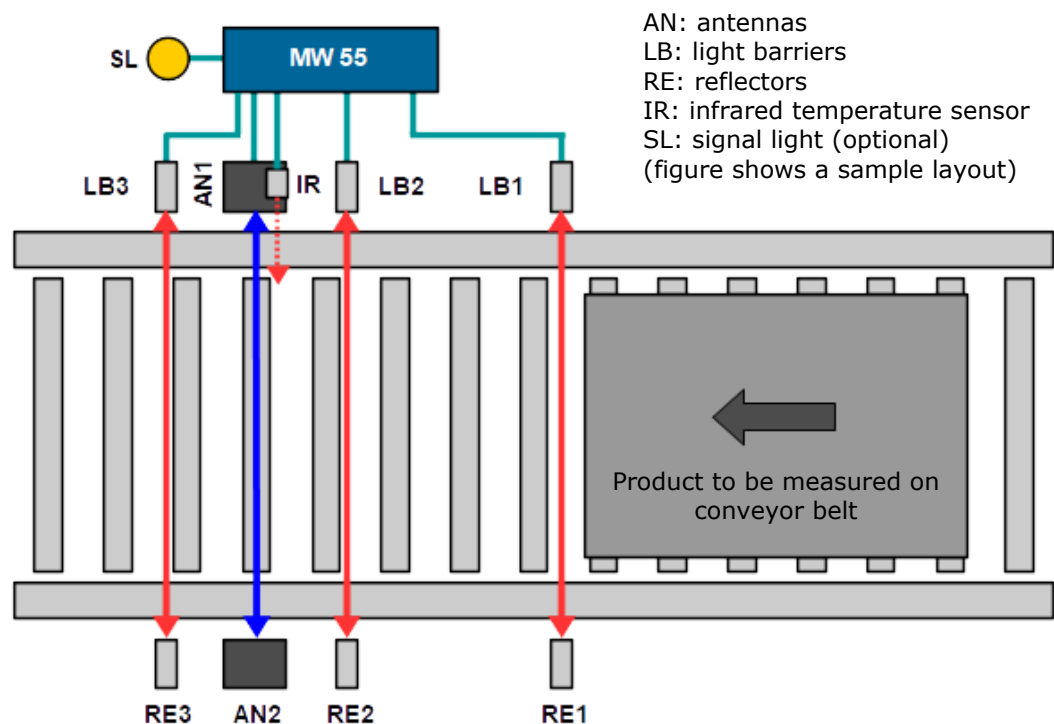 AN: antennas
LB: light barriers
RE: reflectors
IR: infrared temperature sensor
SL: signal light (optional)
(figure shows a sample layout)
SL
MW 55
LB3
AN1
IR
LB2
LB1
Product to be measured on
conveyor belt
RE3
AN2
RE2
RE1